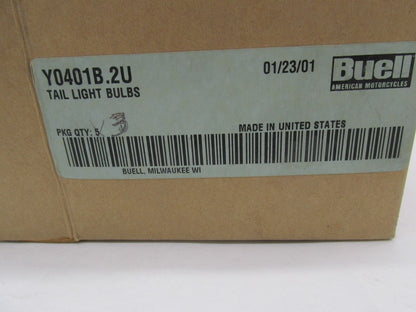 Y0401B.2U
TAIL LIGHT BULBS
01/23/01
Buell
AMERICAN MOTORCYCLES
PKG QTY: 5 3
MADE IN UNITED STATES
BUELL, MILWAUKEE WI